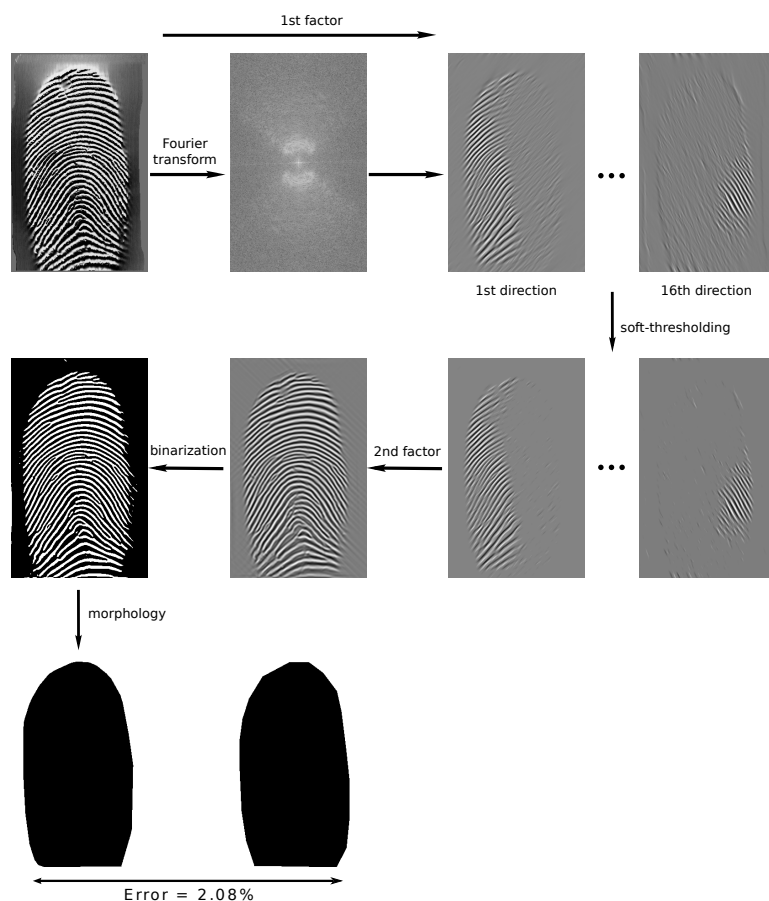 1st factor
Fourier
transform
1st direction
16th direction
soft-thresholding
binarization
2nd factor
morphology
Error = 2.08%